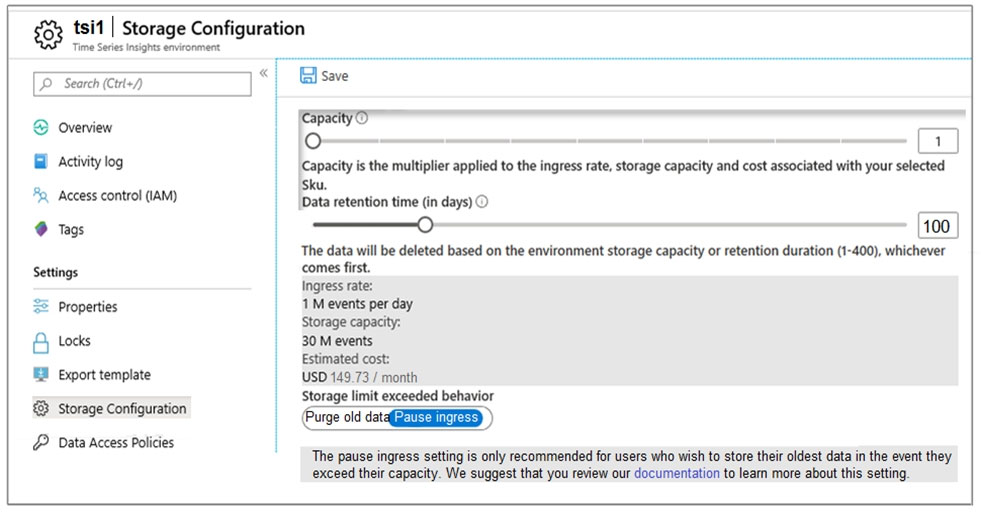 tsi1 | Storage Configuration
Time Series Insights environment
Search (Ctrl+/)
«
Overview
Activity log
Access control (IAM)
Tags
Settings
Properties
Locks
Export template
Storage Configuration
Data Access Policies
Save
Capacity
1
Capacity is the multiplier applied to the ingress rate, storage capacity and cost associated with your selected
Sku.
Data retention time (in days)
100
The data will be deleted based on the environment storage capacity or retention duration (1-400), whichever
comes first.
Ingress rate:
1 M events per day
Storage capacity:
30 M events
Estimated cost:
USD 149.73 / month
Storage limit exceeded behavior
Purge old data Pause ingress
The pause ingress setting is only recommended for users who wish to store their oldest data in the event they
exceed their capacity. We suggest that you review our documentation to learn more about this setting.